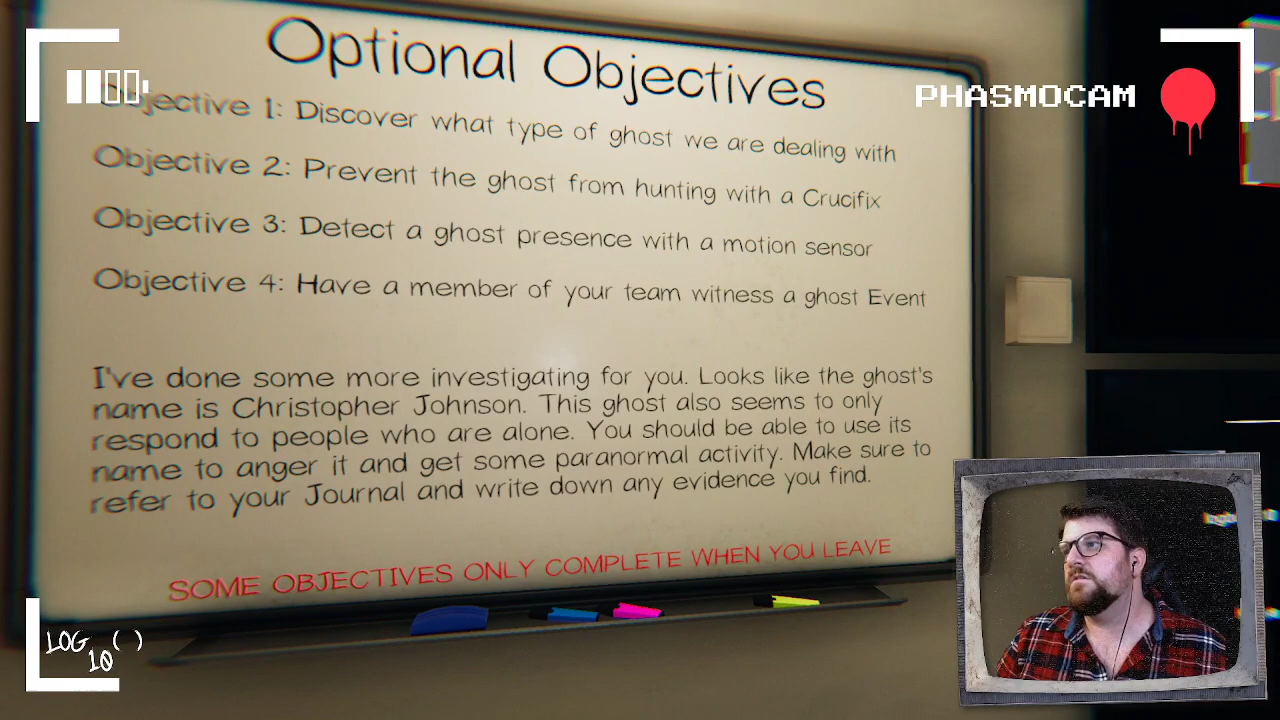 Optional Objectives
PHASMOCAM
Objective 1: Discover what type of ghost we are dealing with
Objective 2: Prevent the ghost from hunting with a Crucifix
Objective 3: Detect a ghost presence with a motion sensor
Objective 4: Have a member of your team witness a ghost Event
I've done some more investigating for you. Looks like the ghost's
name is Christopher Johnson. This ghost also seems to only
respond to people who are alone. You should be able to use its
name to anger it and get some paranormal activity. Make sure to
refer to your Journal and write down any evidence you find.
SOME OBJECTIVES ONLY COMPLETE WHEN YOU LEAVE
LOG10()